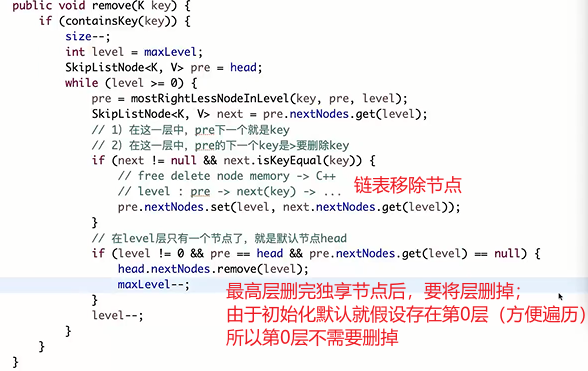 public void remove(K key) {
if (containsKey(key)) {
size--;
int level = maxLevel;
SkipListNode<K, V> pre = head;
while (level >= 0) {
pre = mostRightLessNodeInLevel(key, pre, level);
SkipListNode<K, V> next = pre.nextNodes.get(level);
// 1）在这一层中，pre下一个就是key
// 2）在这一层中，pre的下一个key是>要删除key
if (next != null && next.isKeyEqual(key)) {
// free delete node memory -> C++
// level : pre -> next(key) -> ...
链表移除节点
pre.nextNodes.set(level, next.nextNodes.get(level));
}
// 在level层只有一个节点了，就是默认节点head
if (level != 0 && pre == head && pre.nextNodes.get(level) == null) {
head.nextNodes.remove(level);
maxLevel--;
最高层删完独享节点后，要将层删掉；
}
由于初始化默认就假设存在第0层（方便遍历）
level--;
所以第0层不需要删掉
}
}
}